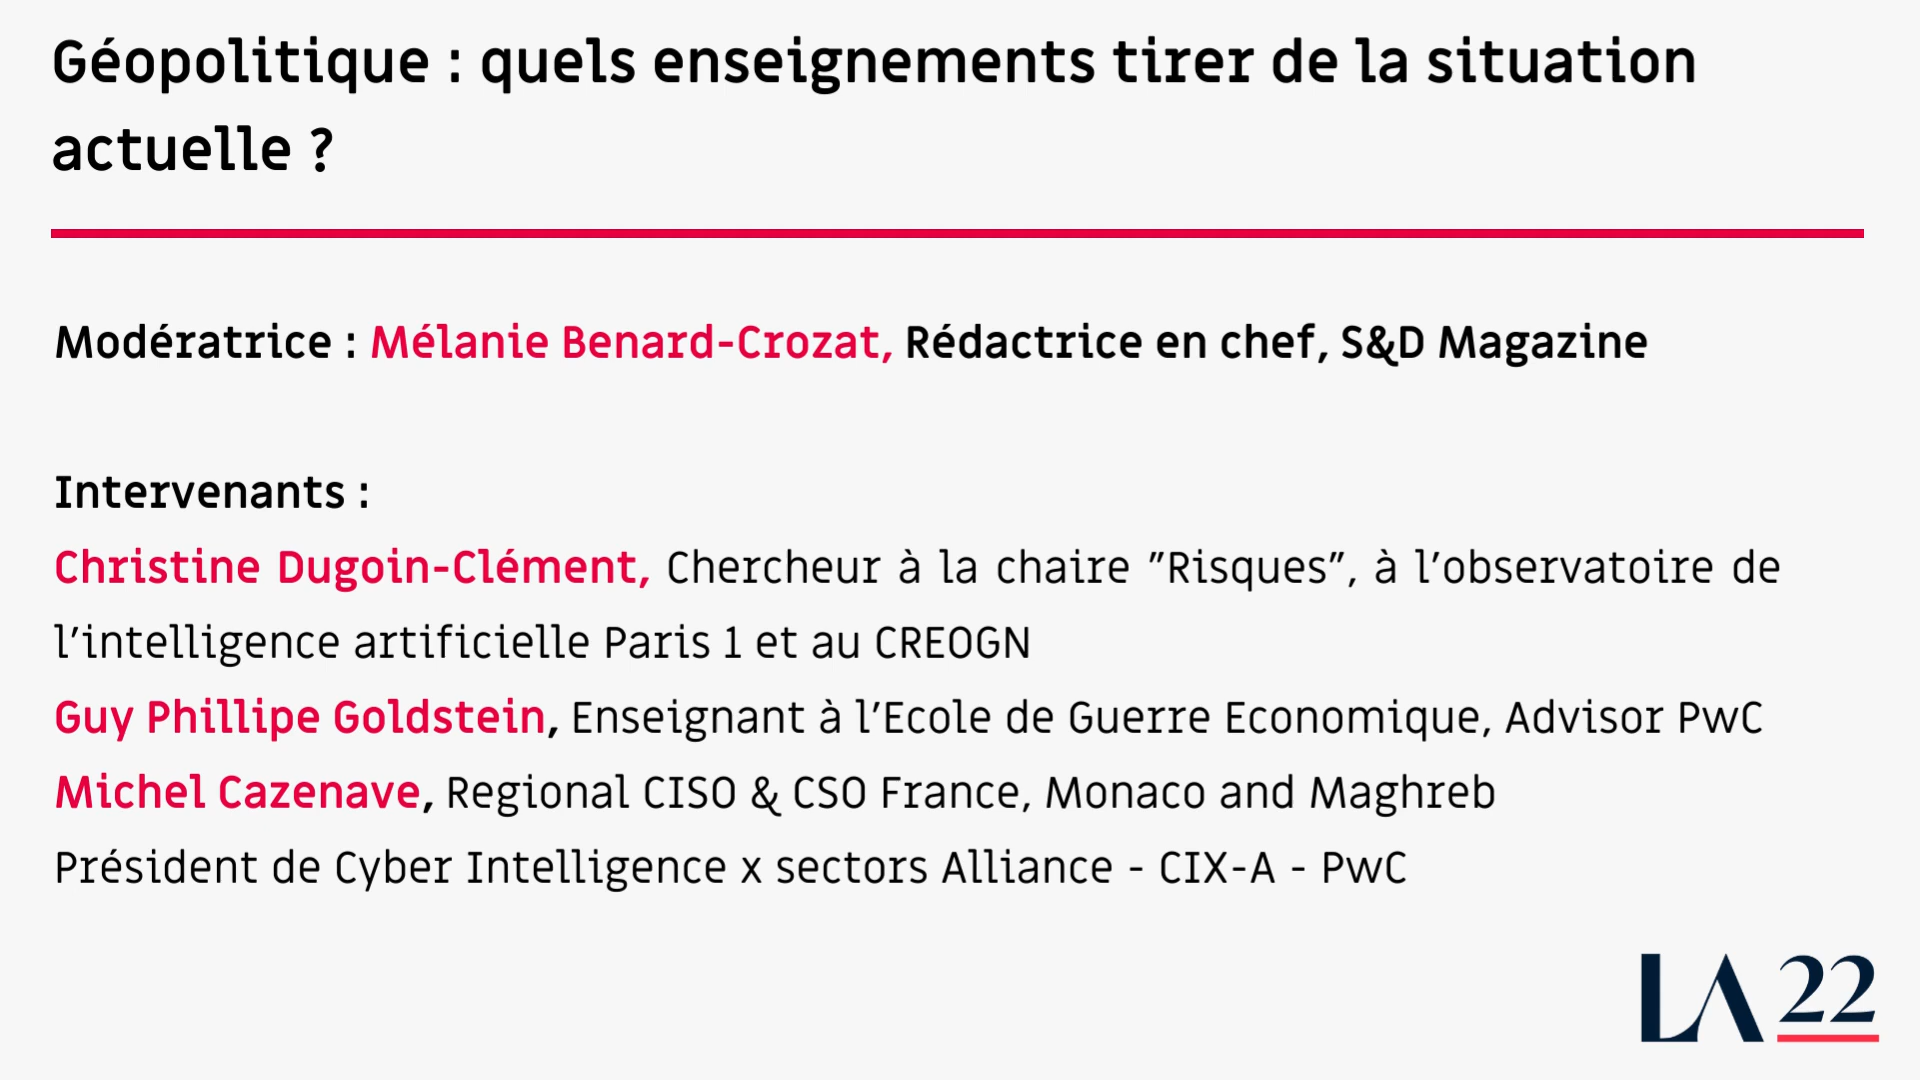 Géopolitique : quels enseignements tirer de la situation
actuelle ?
Modératrice : Mélanie Benard-Crozat, Rédactrice en chef, S&D Magazine
Intervenants :
Christine Dugoin-Clément, Chercheur à la chaire "Risques", à l'observatoire de
l'intelligence artificielle Paris 1 et au CREOGN
Guy Phillipe Goldstein, Enseignant à l'Ecole de Guerre Economique, Advisor PwC
Michel Cazenave, Regional CISO & CSO France, Monaco and Maghreb
Président de Cyber Intelligence x sectors Alliance - CIX-A - PwC
LA 22